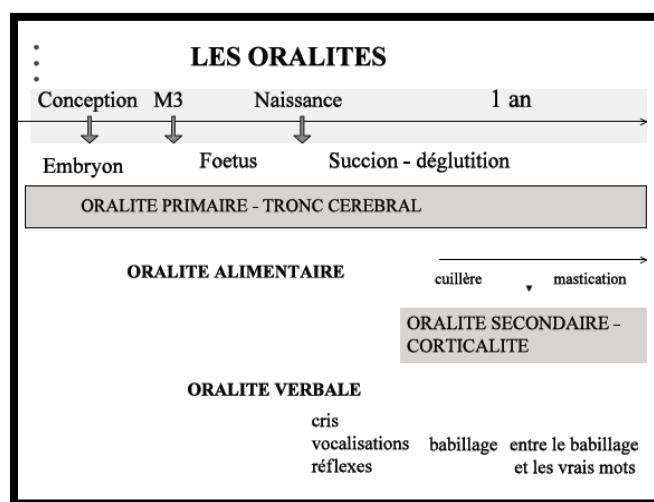 LES ORALITES
Conception M3 Naissance 1 an
Embryon Foetus Succion - déglutition
ORALITE PRIMAIRE - TRONC CEREBRAL
ORALITE ALIMENTAIRE
cuillère mastication
ORALITE SECONDAIRE -
CORTICALITE
ORALITE VERBALE
cris
vocalisations babillage entre le babillage
réflexes et les vrais mots